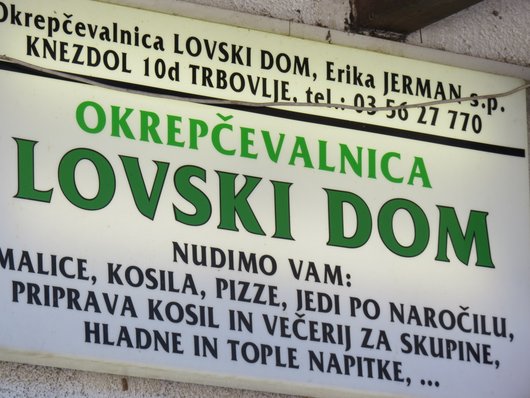 Okrepčevalnica LOVSKI DOM, Erika JERMAN s.p.
KNEZDOL 10d TRBOVLJE, tel.: 03 56 27 770
OKREPČEVALNICA
LOVSKI DOM
NUDIMO VAM:
MALICE, KOSILA, PIZZE, JEDI PO NAROČILU,
PRIPRAVA KOSIL IN VEČERIJ ZA SKUPINE,
HLADNE IN TOPLE NAPITKE, ...